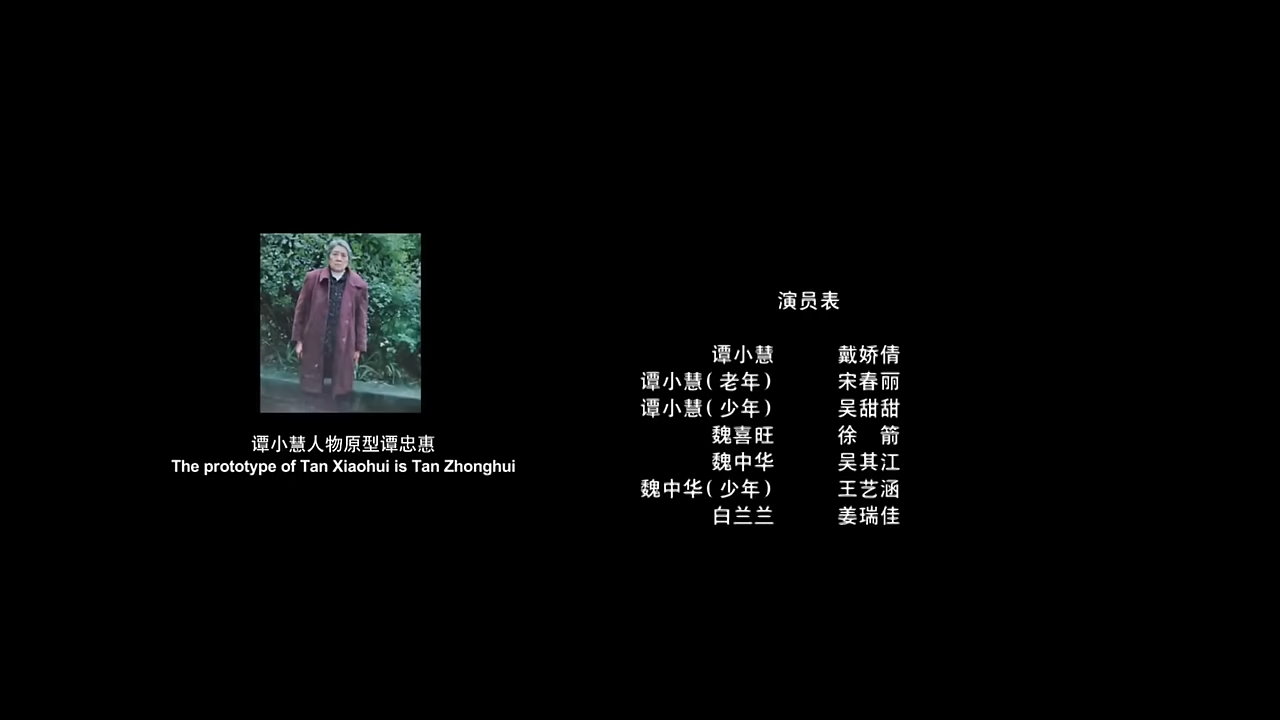 谭小慧人物原型谭忠惠
The prototype of Tan Xiaohui is Tan Zhonghui
演员表
谭小慧 戴娇倩
谭小慧(老年) 宋春丽
谭小慧(少年) 吴甜甜
魏喜旺 徐 箭
魏中华 吴其江
魏中华(少年) 王艺涵
白兰兰 姜瑞佳